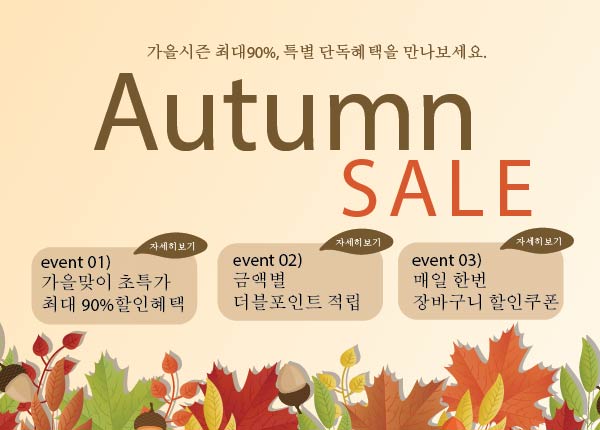 가을시즌 최대90%, 특별 단독혜택을 만나보세요.
Autumn
SALE
자세히보기
event 01)
가을맞이 초특가
최대 90%할인혜택
자세히보기
event 02)
금액별
더블포인트 적립
자세히보기
event 03)
매일 한번
장바구니 할인쿠폰